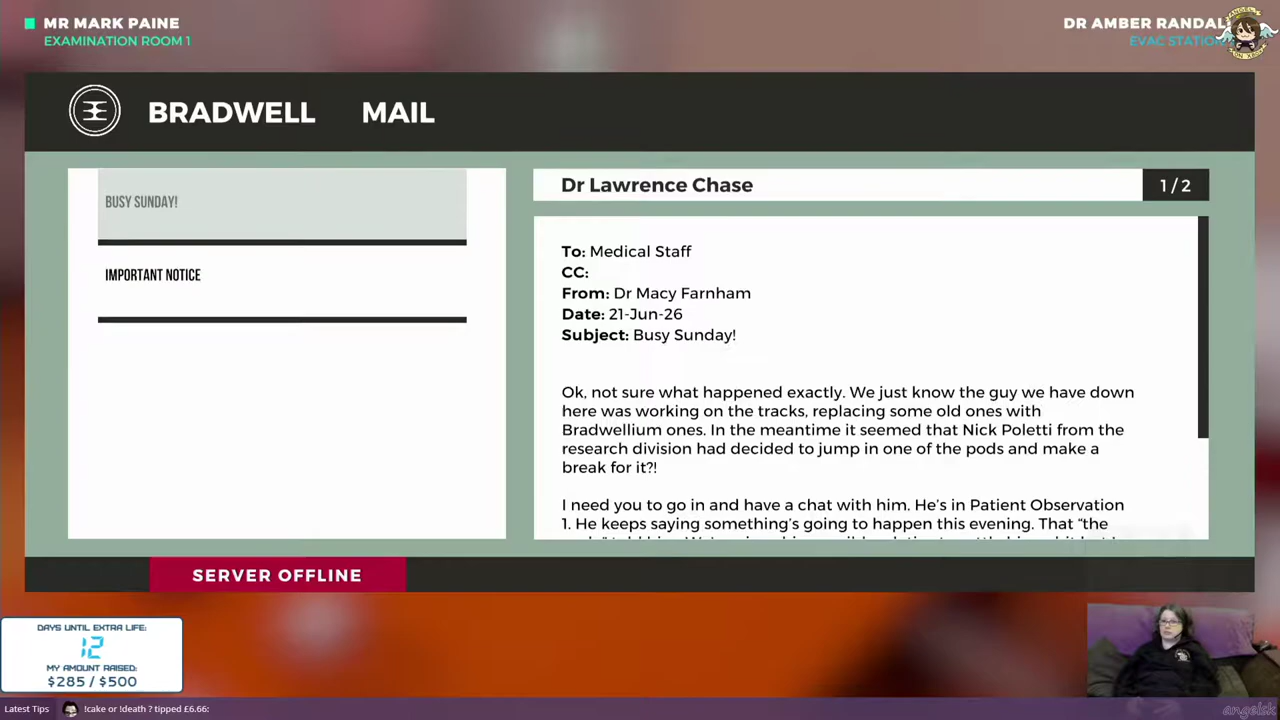 MR MARK PAINE
EXAMINATION ROOM 1
DR AMBER RANDAL
EVAC STATION
BRADWELL MAIL
BUSY SUNDAY!
IMPORTANT NOTICE
Dr Lawrence Chase
1 / 2
To: Medical Staff
CC:
From: Dr Macy Farnham
Date: 21-Jun-26
Subject: Busy Sunday!
Ok, not sure what happened exactly. We just know the guy we have down
here was working on the tracks, replacing some old ones with
Bradwellium ones. In the meantime it seemed that Nick Poletti from the
research division had decided to jump in one of the pods and make a
break for it?!
I need you to go in and have a chat with him. He's in Patient Observation
1. He keeps saying something's going to happen this evening. That "the
SERVER OFFLINE
DAYS UNTIL EXTRA LIFE:
12
MY AMOUNT RAISED:
$285 / $500
Latest Tips
!cake or !death ? tipped £6.66:
angelsk